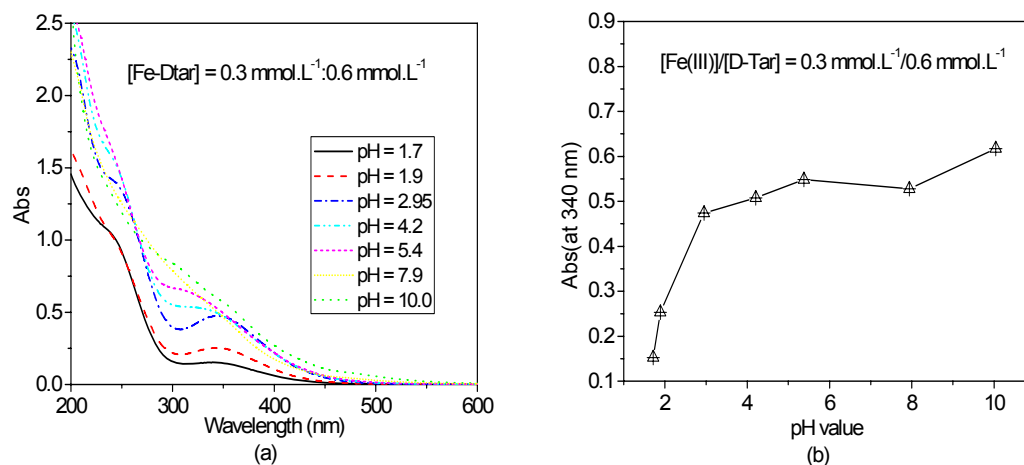 2.5
2.0
1.5
1.0
0.5
0.0
Abs
[Fe-Dtar] = 0.3 mmol.L⁻¹:0.6 mmol.L⁻¹
pH = 1.7
pH = 1.9
pH = 2.95
pH = 4.2
pH = 5.4
pH = 7.9
pH = 10.0
200 300 400 500 600
Wavelength (nm)
(a)
0.9
0.8
0.7
0.6
0.5
0.4
0.3
0.2
0.1
Abs(at 340 nm)
[Fe(III)]/[D-Tar] = 0.3 mmol.L⁻¹/0.6 mmol.L⁻¹
2 4 6 8 10
pH value
(b)